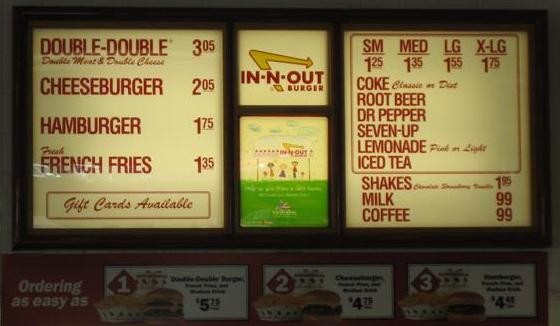 DOUBLE-DOUBLE® 3.05
Double Meat & Double Cheese
CHEESEBURGER 2.05
HAMBURGER 1.75
Fresh
FRENCH FRIES 1.35
Gift Cards Available
IN-N-OUT
BURGER
IN-N-OUT
SM MED LG X-LG
1.25 1.35 1.55 1.75
COKE Classic or Diet
ROOT BEER
DR PEPPER
SEVEN-UP
LEMONADE Pink or Light
ICED TEA
SHAKES Chocolate Strawberry Vanilla 1.95
MILK 99
COFFEE 99
Ordering
as easy as
1
Double-Double® Burger,
French Fries, and
Medium Drink
$5.75
2
Cheeseburger,
French Fries, and
Medium Drink
$4.75
3
Hamburger,
French Fries, and
Medium Drink
$4.45